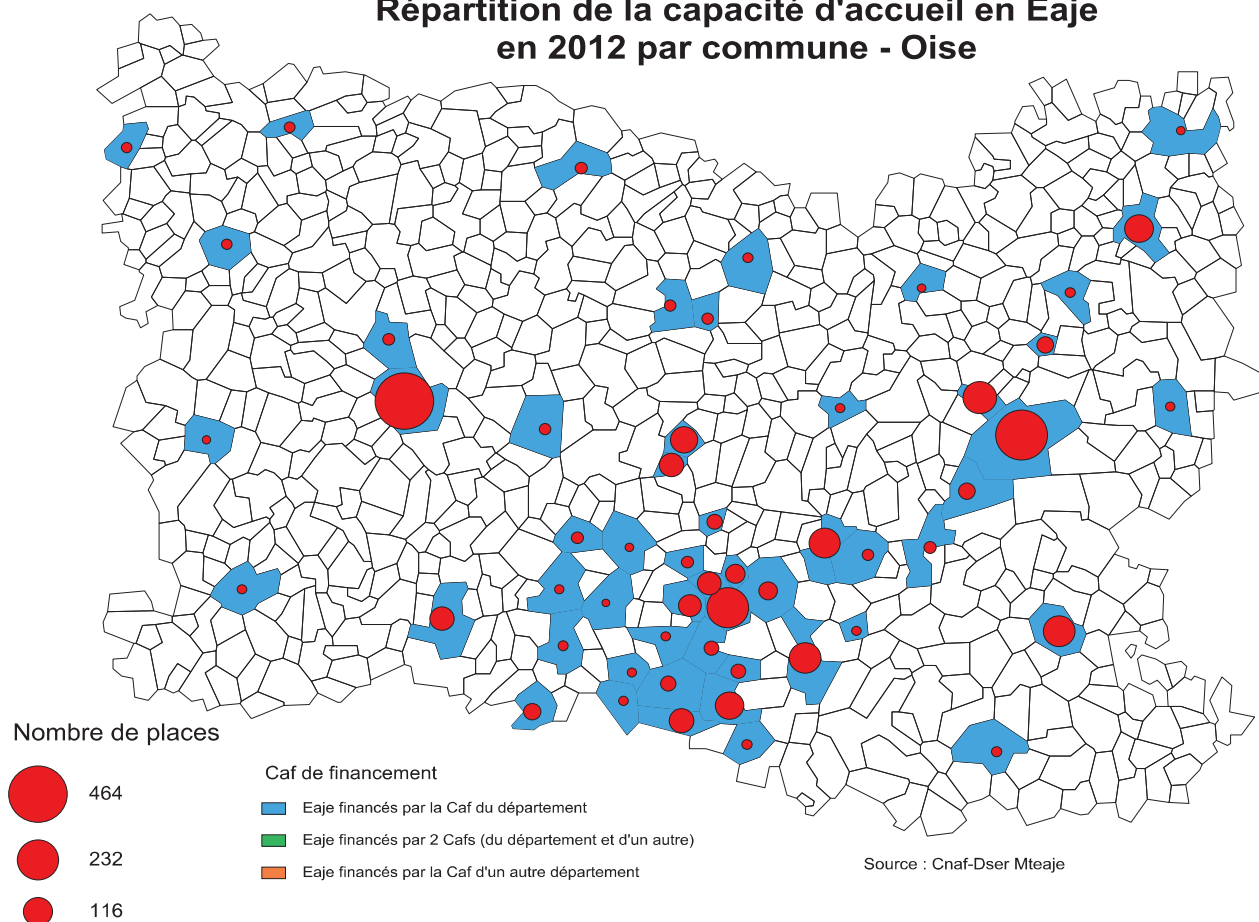 Répartition de la capacité d'accueil en Eaje
en 2012 par commune - Oise
Nombre de places
464
232
116
Caf de financement
Eaje financés par la Caf du département
Eaje financés par 2 Cafs (du département et d'un autre)
Eaje financés par la Caf d'un autre département
Source : Cnaf-Dser Mteaje